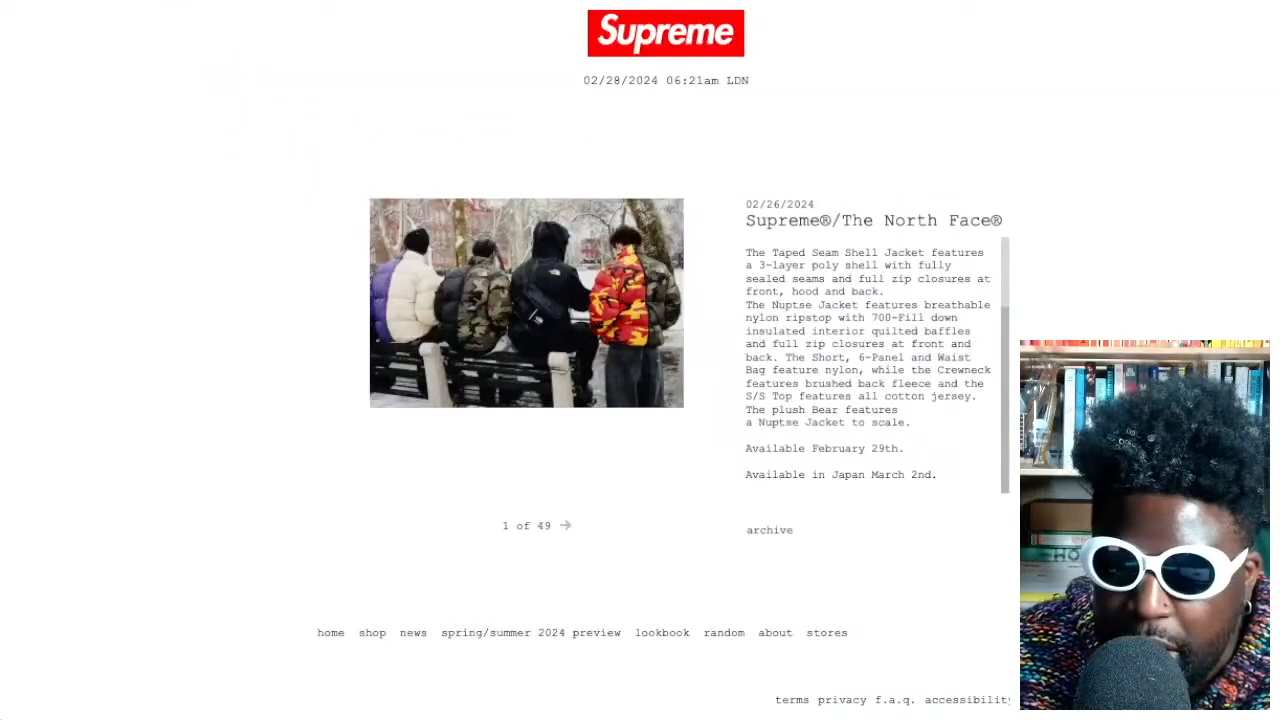 Supreme
02/28/2024 06:21am LDN
02/26/2024
Supreme®/The North Face®
The Taped Seam Shell Jacket features
a 3-layer poly shell with fully
sealed seams and full zip closures at
front, hood and back.
The Nuptse Jacket features breathable
nylon ripstop with 700-Fill down
insulated interior quilted baffles
and full zip closures at front and
back. The Short, 6-Panel and Waist
Bag feature nylon, while the Crewneck
features brushed back fleece and the
S/S Top features all cotton jersey.
The plush Bear features
a Nuptse Jacket to scale.
Available February 29th.
Available in Japan March 2nd.
1 of 49 →
archive
home shop news spring/summer 2024 preview lookbook random about stores
terms privacy f.a.q. accessibility